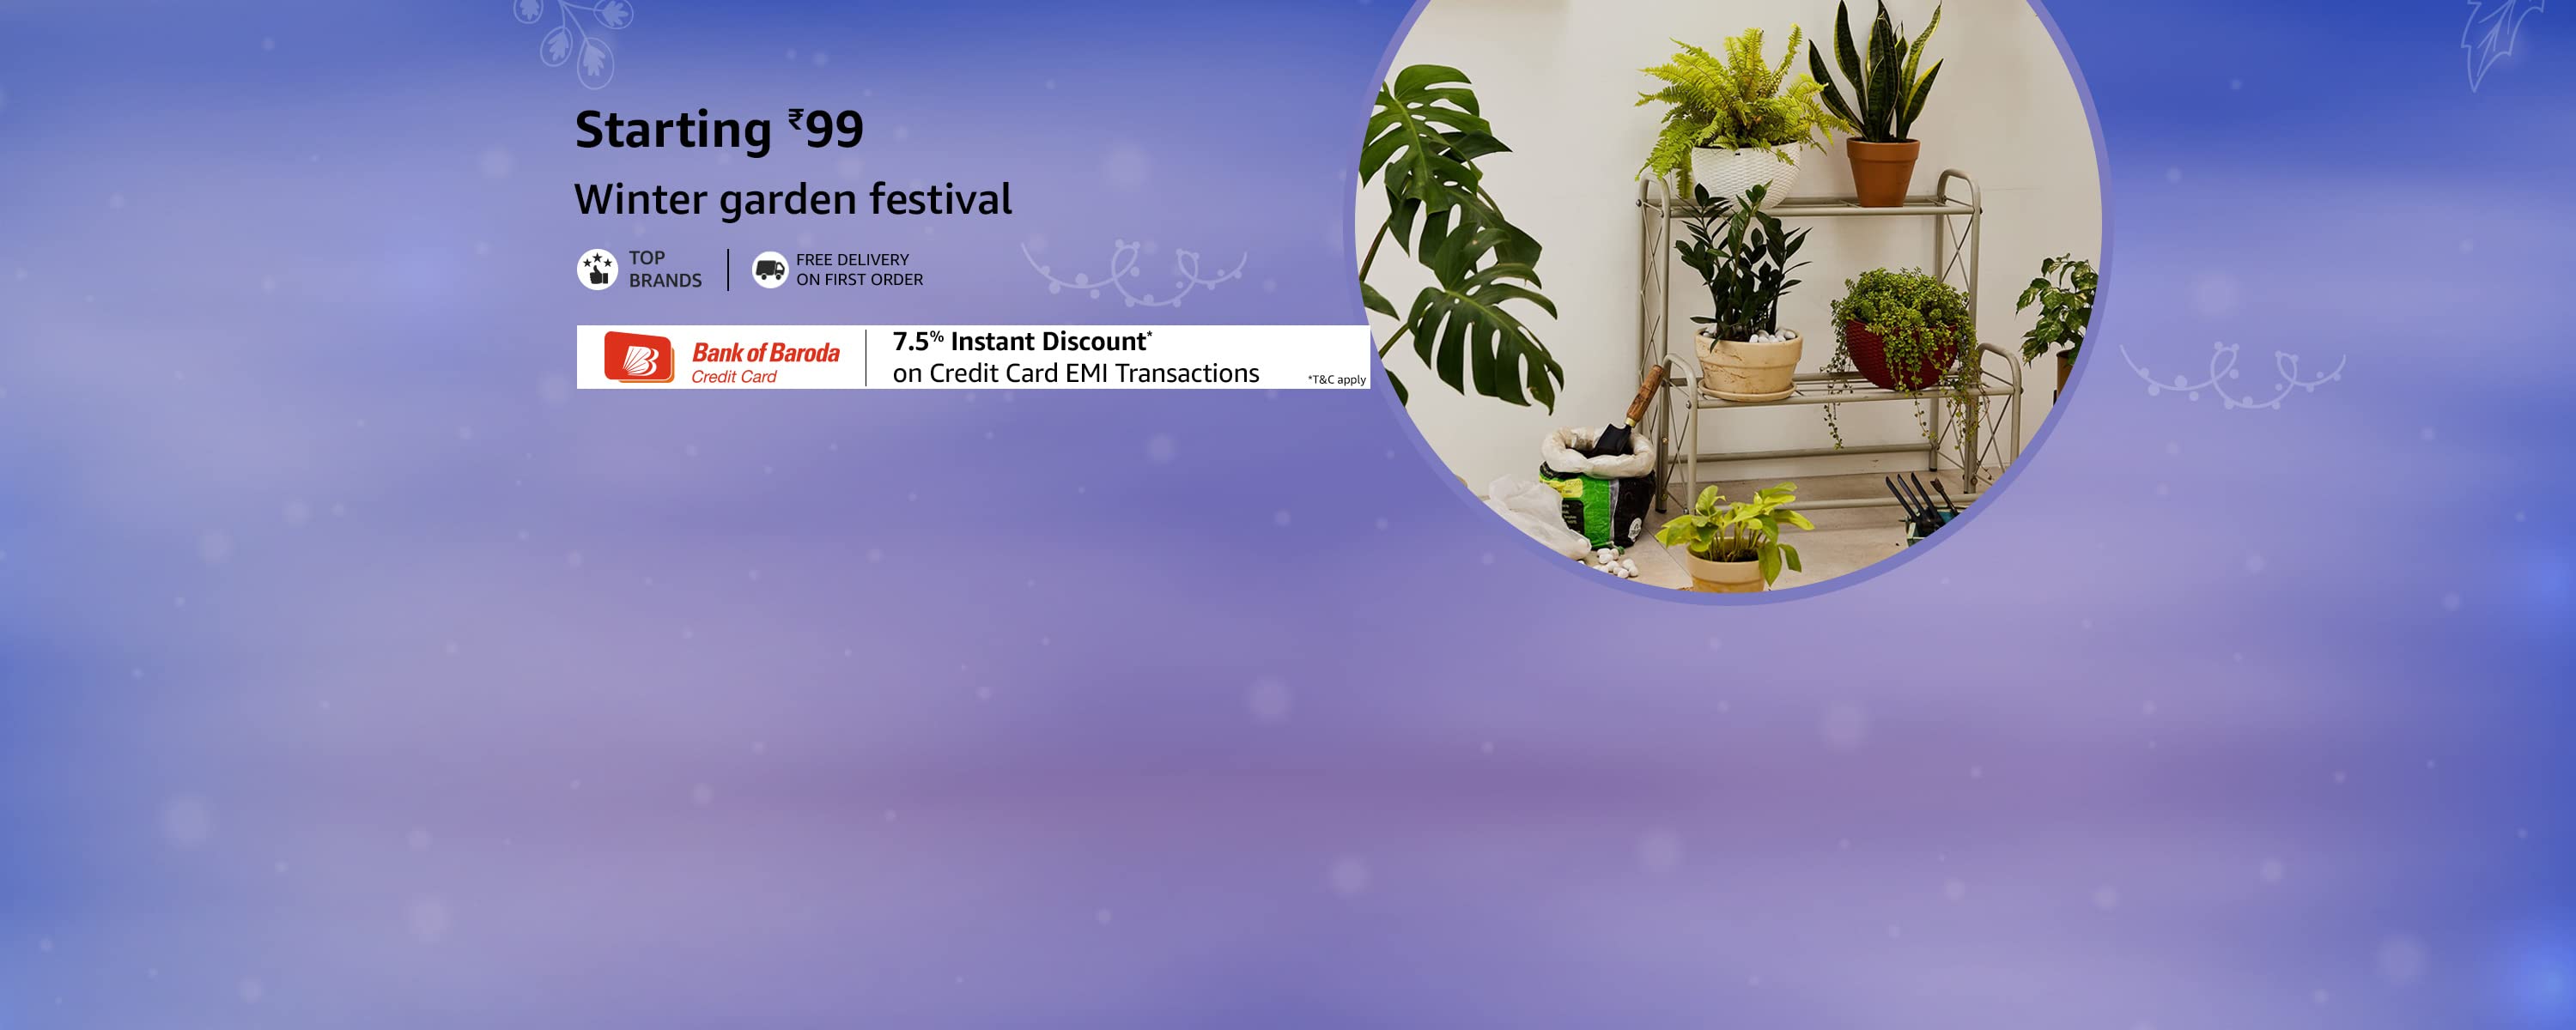 Starting ₹99
Winter garden festival
TOP
BRANDS
FREE DELIVERY
ON FIRST ORDER
Bank of Baroda
Credit Card
7.5% Instant Discount*
on Credit Card EMI Transactions
*T&C apply